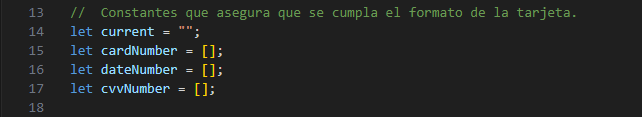 13 //  Constantes que asegura que se cumpla el formato de la tarjeta.
14 let current = "";
15 let cardNumber = [];
16 let dateNumber = [];
17 let cvvNumber = [];
18